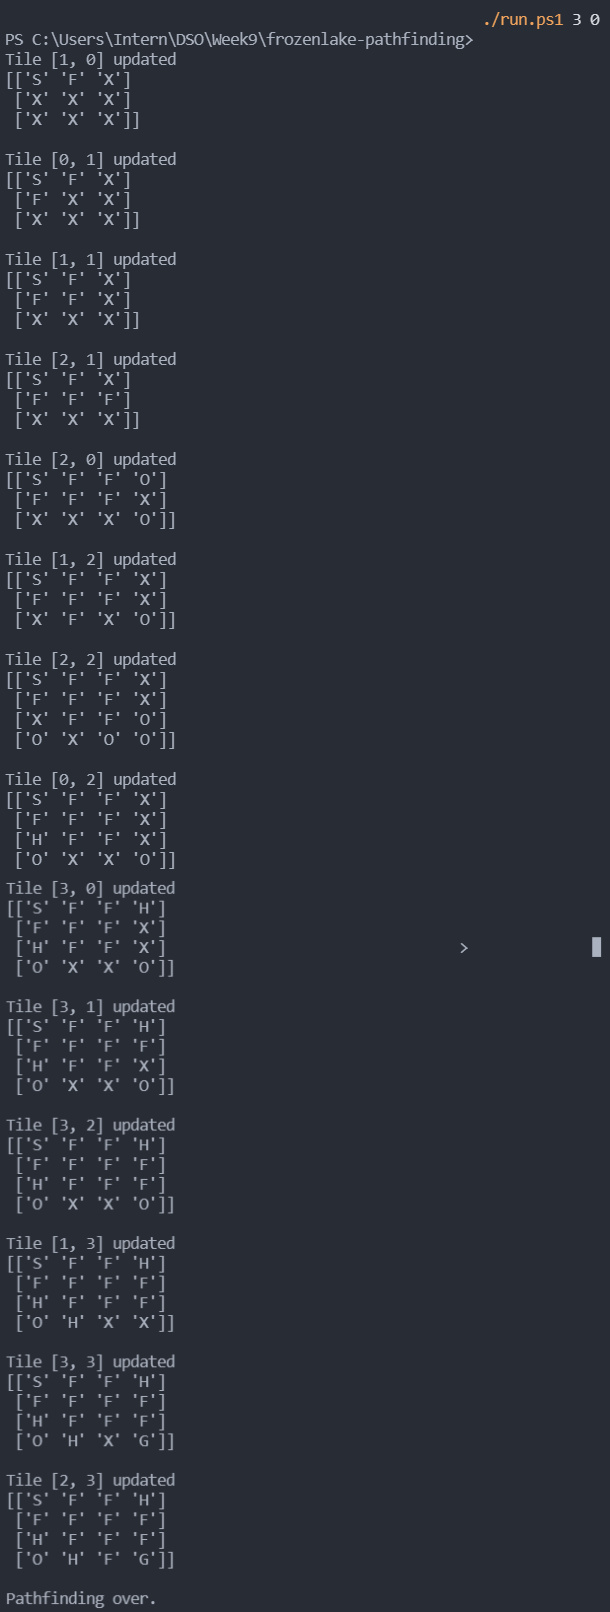 ./run.ps1 3 0
PS C:\Users\Intern\DSO\Week9\frozenlake-pathfinding>
Tile [1, 0] updated
[['S' 'F' 'X']
 ['X' 'X' 'X']
 ['X' 'X' 'X']]
Tile [0, 1] updated
[['S' 'F' 'X']
 ['F' 'X' 'X']
 ['X' 'X' 'X']]
Tile [1, 1] updated
[['S' 'F' 'X']
 ['F' 'F' 'X']
 ['X' 'X' 'X']]
Tile [2, 1] updated
[['S' 'F' 'X']
 ['F' 'F' 'F']
 ['X' 'X' 'X']]
Tile [2, 0] updated
[['S' 'F' 'F' 'O']
 ['F' 'F' 'F' 'X']
 ['X' 'X' 'X' 'O']]
Tile [1, 2] updated
[['S' 'F' 'F' 'X']
 ['F' 'F' 'F' 'X']
 ['X' 'F' 'X' 'O']]
Tile [2, 2] updated
[['S' 'F' 'F' 'X']
 ['F' 'F' 'F' 'X']
 ['X' 'F' 'F' 'O']
 ['O' 'X' 'O' 'O']]
Tile [0, 2] updated
[['S' 'F' 'F' 'X']
 ['F' 'F' 'F' 'X']
 ['H' 'F' 'F' 'X']
 ['O' 'X' 'X' 'O']]
Tile [3, 0] updated
[['S' 'F' 'F' 'H']
 ['F' 'F' 'F' 'X']
 ['H' 'F' 'F' 'X'] >
 ['O' 'X' 'X' 'O']]
Tile [3, 1] updated
[['S' 'F' 'F' 'H']
 ['F' 'F' 'F' 'F']
 ['H' 'F' 'F' 'X']
 ['O' 'X' 'X' 'O']]
Tile [3, 2] updated
[['S' 'F' 'F' 'H']
 ['F' 'F' 'F' 'F']
 ['H' 'F' 'F' 'F']
 ['O' 'X' 'X' 'O']]
Tile [1, 3] updated
[['S' 'F' 'F' 'H']
 ['F' 'F' 'F' 'F']
 ['H' 'F' 'F' 'F']
 ['O' 'H' 'X' 'X']]
Tile [3, 3] updated
[['S' 'F' 'F' 'H']
 ['F' 'F' 'F' 'F']
 ['H' 'F' 'F' 'F']
 ['O' 'H' 'X' 'G']]
Tile [2, 3] updated
[['S' 'F' 'F' 'H']
 ['F' 'F' 'F' 'F']
 ['H' 'F' 'F' 'F']
 ['O' 'H' 'F' 'G']]
Pathfinding over.